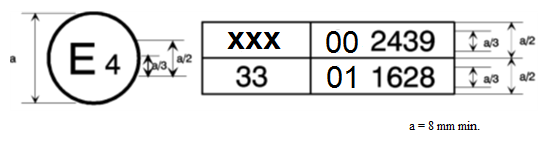 a E 4 a/3 a/2
XXX 00 2439 a/3 a/2
33 01 1628 a/3 a/2
a = 8 mm min.